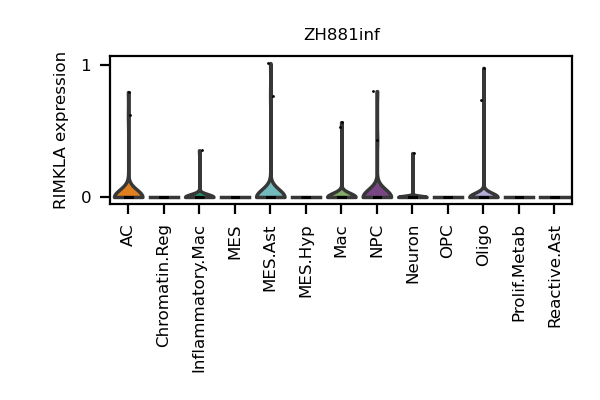 ZH881inf
RIMKLA expression
1
0
AC
Chromatin.Reg
Inflammatory.Mac
MES
MES.Ast
MES.Hyp
Mac
NPC
Neuron
OPC
Oligo
Prolif.Metab
Reactive.Ast